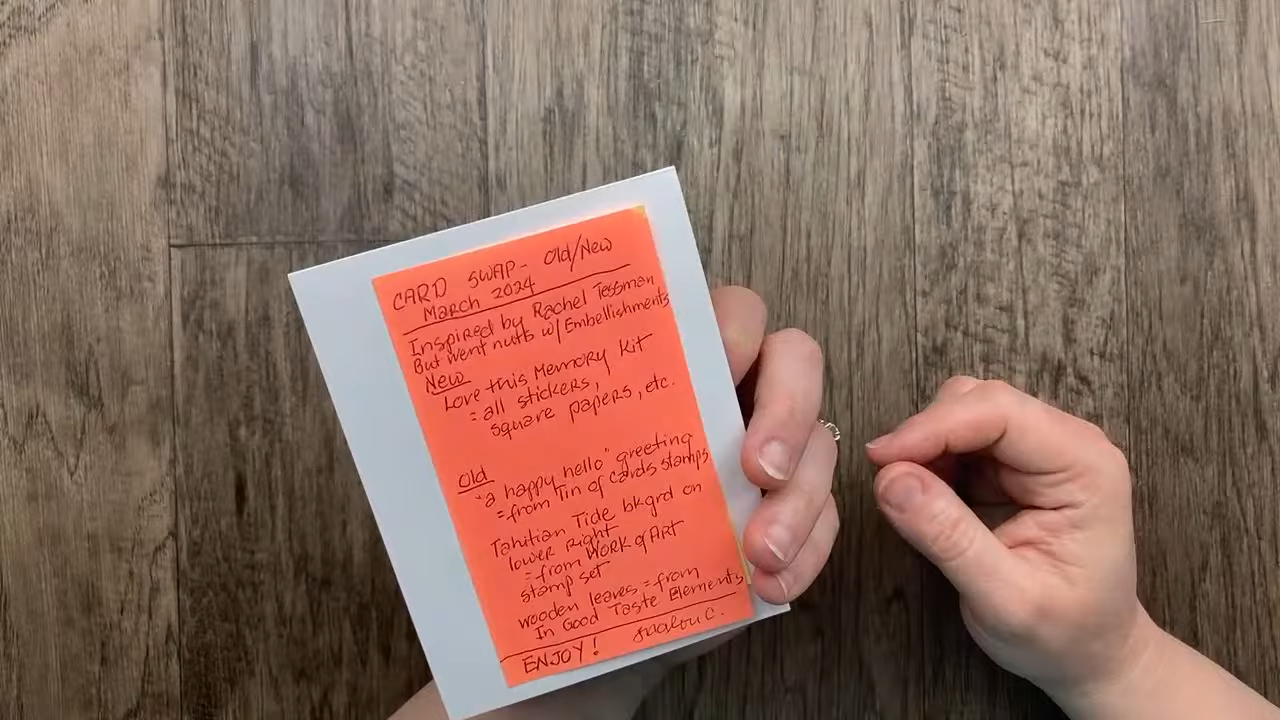 CARD SWAP - Old/New
March 2024
Inspired by Rachel Tessman
But went nuts w/ Embellishments
New
Love this Memory Kit
= all stickers,
square papers, etc.
Old
"a happy hello" greeting
= from Tin of Cards stamps
Tahitian Tide bkgrd on
lower right
= from WORK of ART
stamp set
wooden leaves = from
In Good Taste Elements
ENJOY! C.